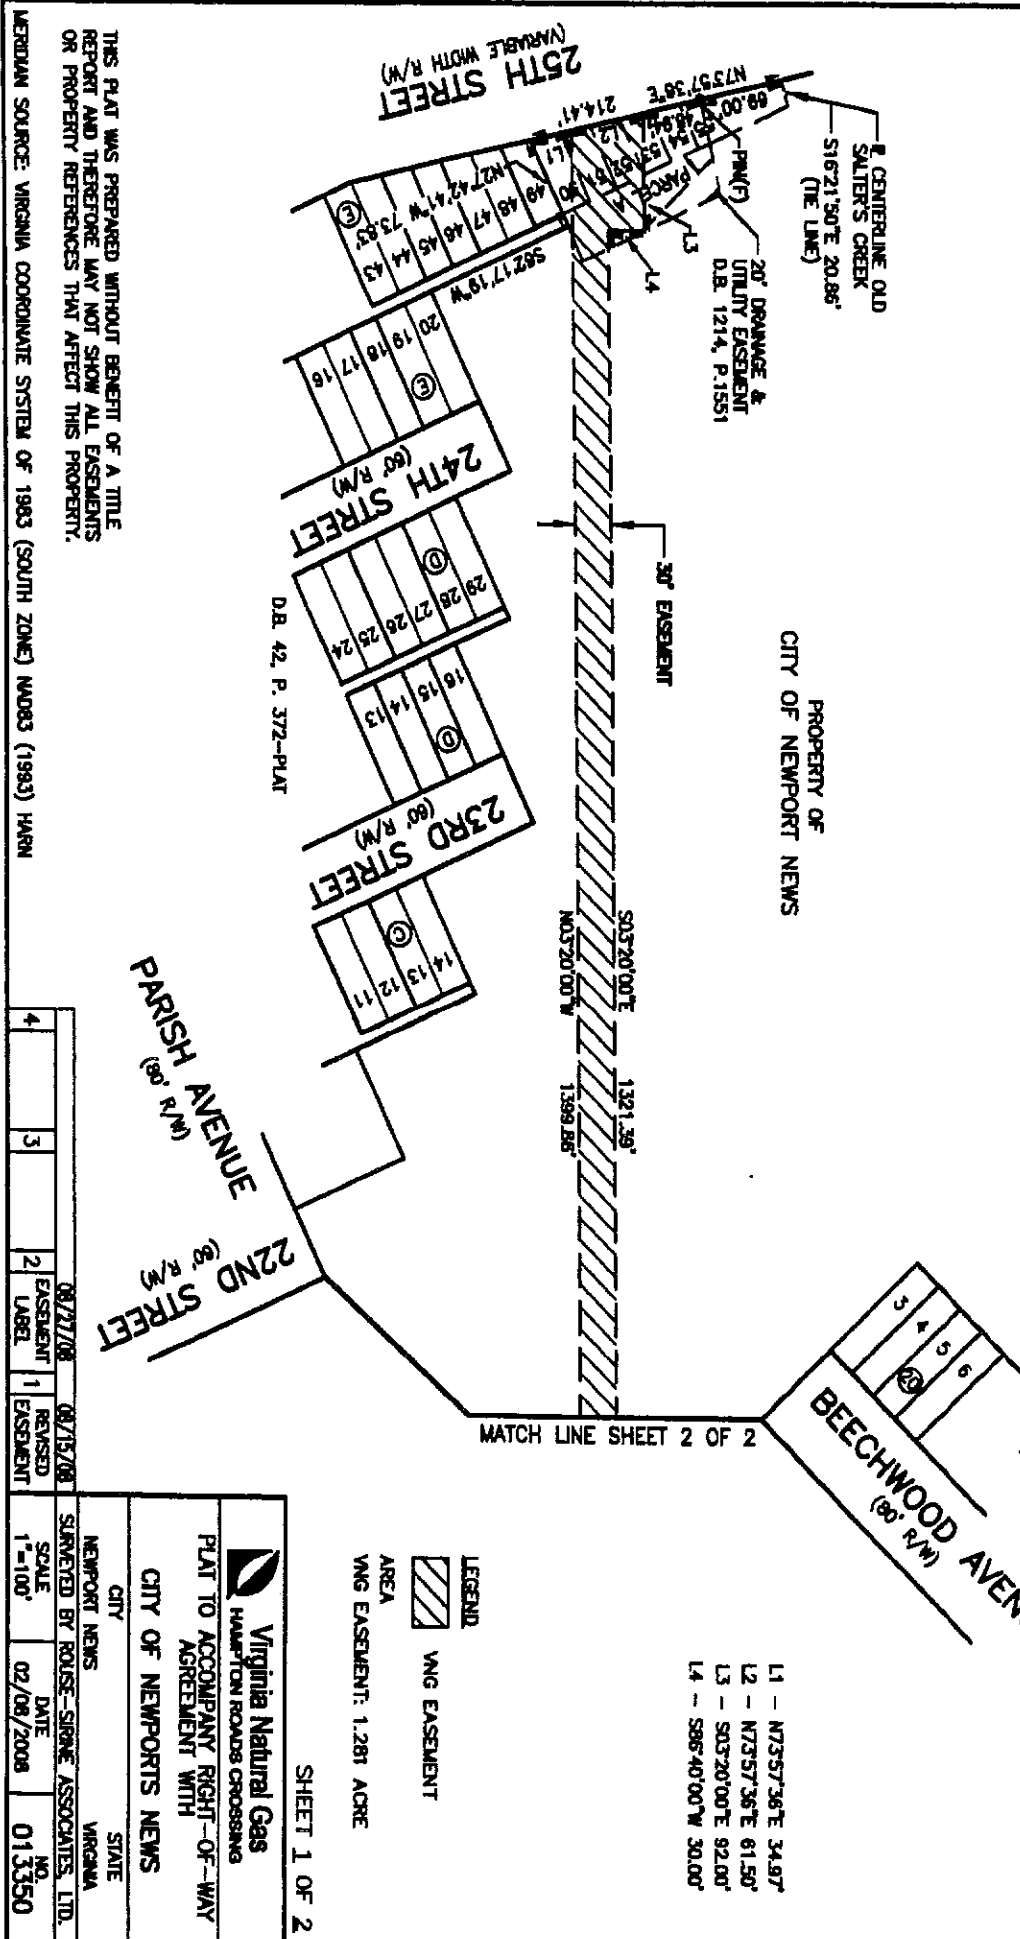 ℄ CENTERLINE OLD
SALTER'S CREEK
S16°21'50"E 20.86'
(TIE LINE)
20' DRAINAGE &
UTILITY EASEMENT
D.B. 1214, P.1551
PROPERTY OF
CITY OF NEWPORT NEWS
25TH STREET
(VARIABLE WIDTH R/W)
N73°57'36"E
214.41'
69.00'
48.94'
PIN(F)
L1
L2
L3
L4
PARCEL
A
54
53
52
51
50
49
48
47
46
45
44
43
E
N27°42'41"W 73.83'
S62°17'19"W
20
19
18
17
16
E
24TH STREET
(60' R/W)
29
28
27
26
25
24
D
D.B. 42, P. 372-PLAT
16
15
14
13
D
23RD STREET
(60' R/W)
14
13
12
11
C
30' EASEMENT
S03°20'00"E 1321.39'
N03°20'00"W 1399.86'
PARISH AVENUE
(80' R/W)
22ND STREET
(60' R/W)
MATCH LINE SHEET 2 OF 2
3
4
5
6
20
BEECHWOOD AVEN
(80' R/W)
L1 - N73°57'36"E 34.97'
L2 - N73°57'36"E 61.50'
L3 - S03°20'00"E 92.00'
L4 - S86°40'00"W 30.00'
LEGEND
VNG EASEMENT
AREA
VNG EASEMENT: 1.281 ACRE
THIS PLAT WAS PREPARED WITHOUT BENEFIT OF A TITLE
REPORT AND THEREFORE MAY NOT SHOW ALL EASEMENTS
OR PROPERTY REFERENCES THAT AFFECT THIS PROPERTY.
MERIDIAN SOURCE: VIRGINIA COORDINATE SYSTEM OF 1983 (SOUTH ZONE) NAD83 (1993) HARN
SHEET 1 OF 2
Virginia Natural Gas
HAMPTON ROADS CROSSING
PLAT TO ACCOMPANY RIGHT-OF-WAY
AGREEMENT WITH
CITY OF NEWPORTS NEWS
CITY STATE
NEWPORT NEWS VIRGINIA
SURVEYED BY ROUSE-SIRINE ASSOCIATES, LTD.
SCALE DATE NO.
1"=100' 02/08/2008 013350
08/27/08 08/15/08
4 3 2 EASEMENT LABEL 1 REVISED EASEMENT